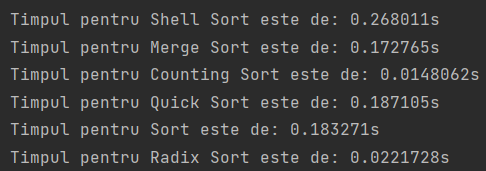 Timpul pentru Shell Sort este de: 0.268011s
Timpul pentru Merge Sort este de: 0.172765s
Timpul pentru Counting Sort este de: 0.0148062s
Timpul pentru Quick Sort este de: 0.187105s
Timpul pentru Sort este de: 0.183271s
Timpul pentru Radix Sort este de: 0.0221728s